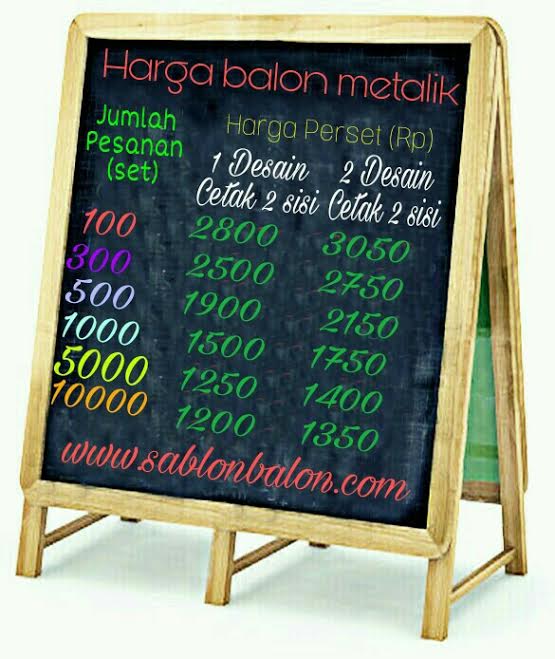 Harga balon metalik
Jumlah
Pesanan
(set)
Harga Perset (Rp)
1 Desain
Cetak 2 sisi
2 Desain
Cetak 2 sisi
100 2800 3050
300 2500 2750
500 1900 2150
1000 1500 1750
5000 1250 1400
10000 1200 1350
www.sablonbalon.com